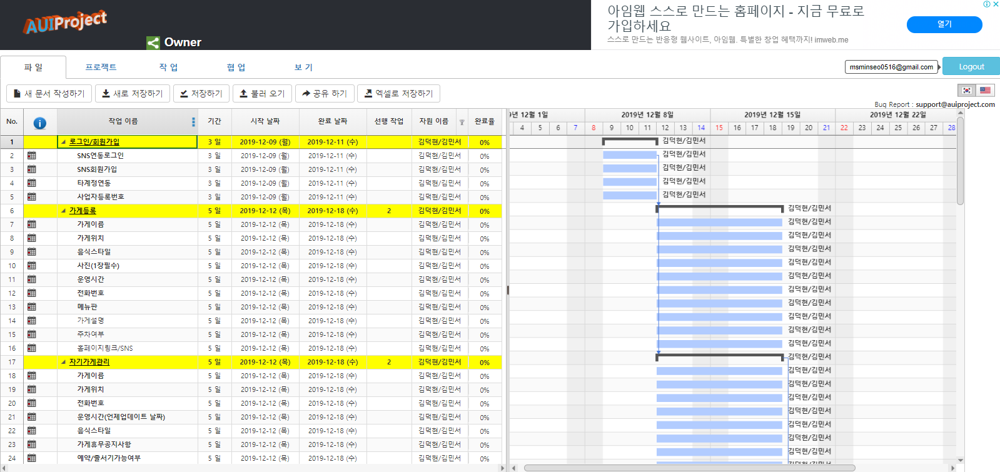 AUIProject
Owner
아임웹 스스로 만드는 홈페이지 - 지금 무료로
가입하세요
스스로 만드는 반응형 웹사이트, 아임웹. 특별한 창업 혜택까지! imweb.me
열기
파 일 프로젝트 작 업 협 업 보 기
msminseo0516@gmail.com Logout
새 문서 작성하기 새로 저장하기 저장하기 불러 오기 공유 하기 엑셀로 저장하기
Bug Report : support@auiproject.com
No. 작업 이름 기간 시작 날짜 완료 날짜 선행 작업 자원 이름 완료율
9년 12월 1일 2019년 12월 8일 2019년 12월 15일 2019년 12월 22일
4 5 6 7 8 9 10 11 12 13 14 15 16 17 18 19 20 21 22 23 24 25 26 27 28
1 로그인/회원가입 3 일 2019-12-09 (월) 2019-12-11 (수) 김덕현/김민서 0% 김덕현/김민서
2 SNS연동로그인 3 일 2019-12-09 (월) 2019-12-11 (수) 김덕현/김민서 0% 김덕현/김민서
3 SNS회원가입 3 일 2019-12-09 (월) 2019-12-11 (수) 김덕현/김민서 0% 김덕현/김민서
4 타계정연동 3 일 2019-12-09 (월) 2019-12-11 (수) 김덕현/김민서 0% 김덕현/김민서
5 사업자등록번호 3 일 2019-12-09 (월) 2019-12-11 (수) 김덕현/김민서 0% 김덕현/김민서
6 가게등록 5 일 2019-12-12 (목) 2019-12-18 (수) 2 김덕현/김민서 0% 김덕현/김민서
7 가게이름 5 일 2019-12-12 (목) 2019-12-18 (수) 김덕현/김민서 0% 김덕현/김민서
8 가게위치 5 일 2019-12-12 (목) 2019-12-18 (수) 김덕현/김민서 0% 김덕현/김민서
9 음식스타일 5 일 2019-12-12 (목) 2019-12-18 (수) 김덕현/김민서 0% 김덕현/김민서
10 사진(1장필수) 5 일 2019-12-12 (목) 2019-12-18 (수) 김덕현/김민서 0% 김덕현/김민서
11 운영시간 5 일 2019-12-12 (목) 2019-12-18 (수) 김덕현/김민서 0% 김덕현/김민서
12 전화번호 5 일 2019-12-12 (목) 2019-12-18 (수) 김덕현/김민서 0% 김덕현/김민서
13 메뉴판 5 일 2019-12-12 (목) 2019-12-18 (수) 김덕현/김민서 0% 김덕현/김민서
14 가게설명 5 일 2019-12-12 (목) 2019-12-18 (수) 김덕현/김민서 0% 김덕현/김민서
15 주차여부 5 일 2019-12-12 (목) 2019-12-18 (수) 김덕현/김민서 0% 김덕현/김민서
16 홈페이지링크/SNS 5 일 2019-12-12 (목) 2019-12-18 (수) 김덕현/김민서 0% 김덕현/김민서
17 자기가게관리 5 일 2019-12-12 (목) 2019-12-18 (수) 2 김덕현/김민서 0% 김덕현/김민서
18 가게이름 5 일 2019-12-12 (목) 2019-12-18 (수) 김덕현/김민서 0% 김덕현/김민서
19 가게위치 5 일 2019-12-12 (목) 2019-12-18 (수) 김덕현/김민서 0% 김덕현/김민서
20 전화번호 5 일 2019-12-12 (목) 2019-12-18 (수) 김덕현/김민서 0% 김덕현/김민서
21 운영시간(언제업데이트 날짜) 5 일 2019-12-12 (목) 2019-12-18 (수) 김덕현/김민서 0% 김덕현/김민서
22 음식스타일 5 일 2019-12-12 (목) 2019-12-18 (수) 김덕현/김민서 0% 김덕현/김민서
23 가게휴무공지사항 5 일 2019-12-12 (목) 2019-12-18 (수) 김덕현/김민서 0% 김덕현/김민서
24 예약/줄서기가능여부 5 일 2019-12-12 (목) 2019-12-18 (수) 김덕현/김민서 0% 김덕현/김민서